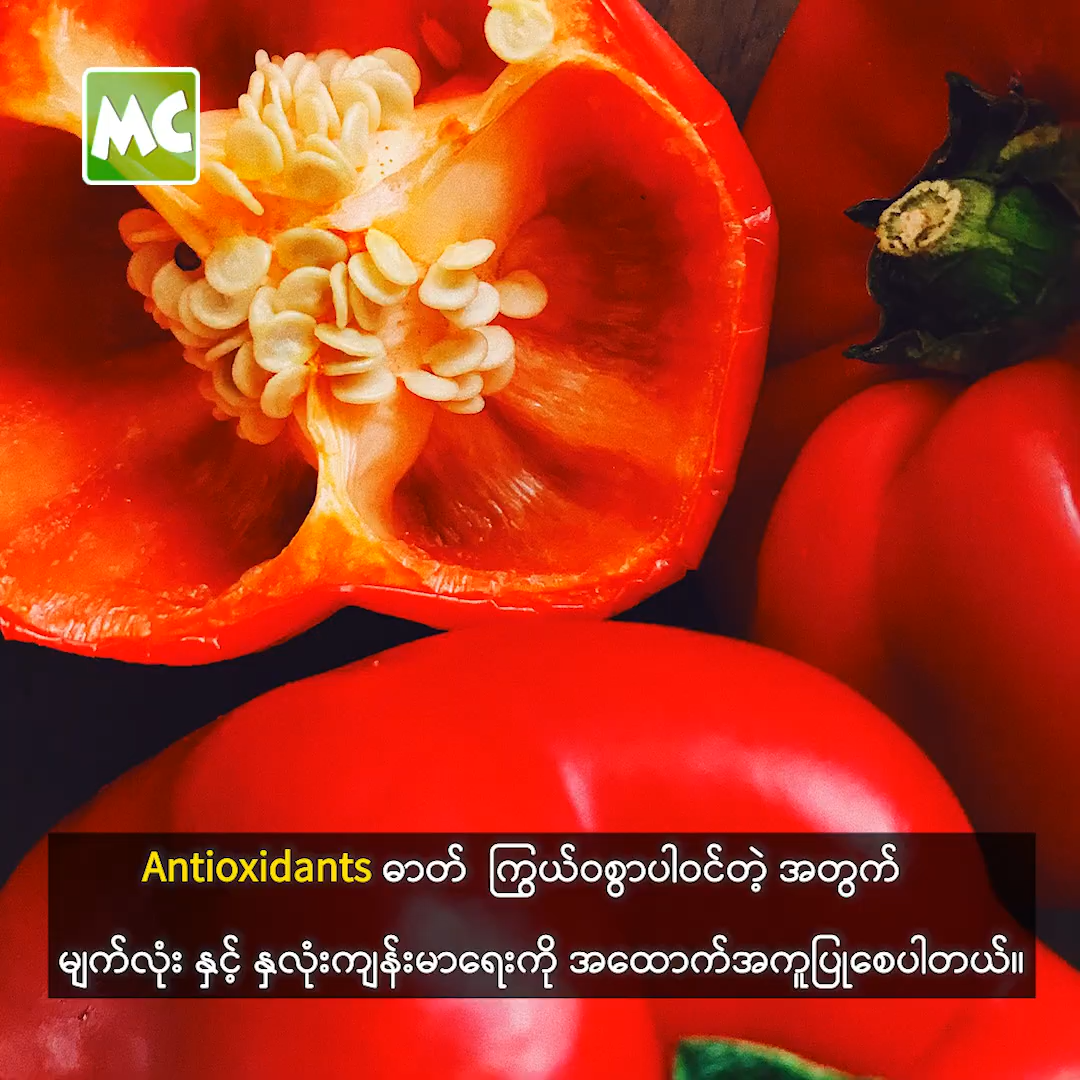 MC
Antioxidants ဓာတ် ကြွယ်ဝစွာပါဝင်တဲ့ အတွက်
မျက်လုံး နှင့် နှလုံးကျန်းမာရေးကို အထောက်အကူပြုစေပါတယ်။